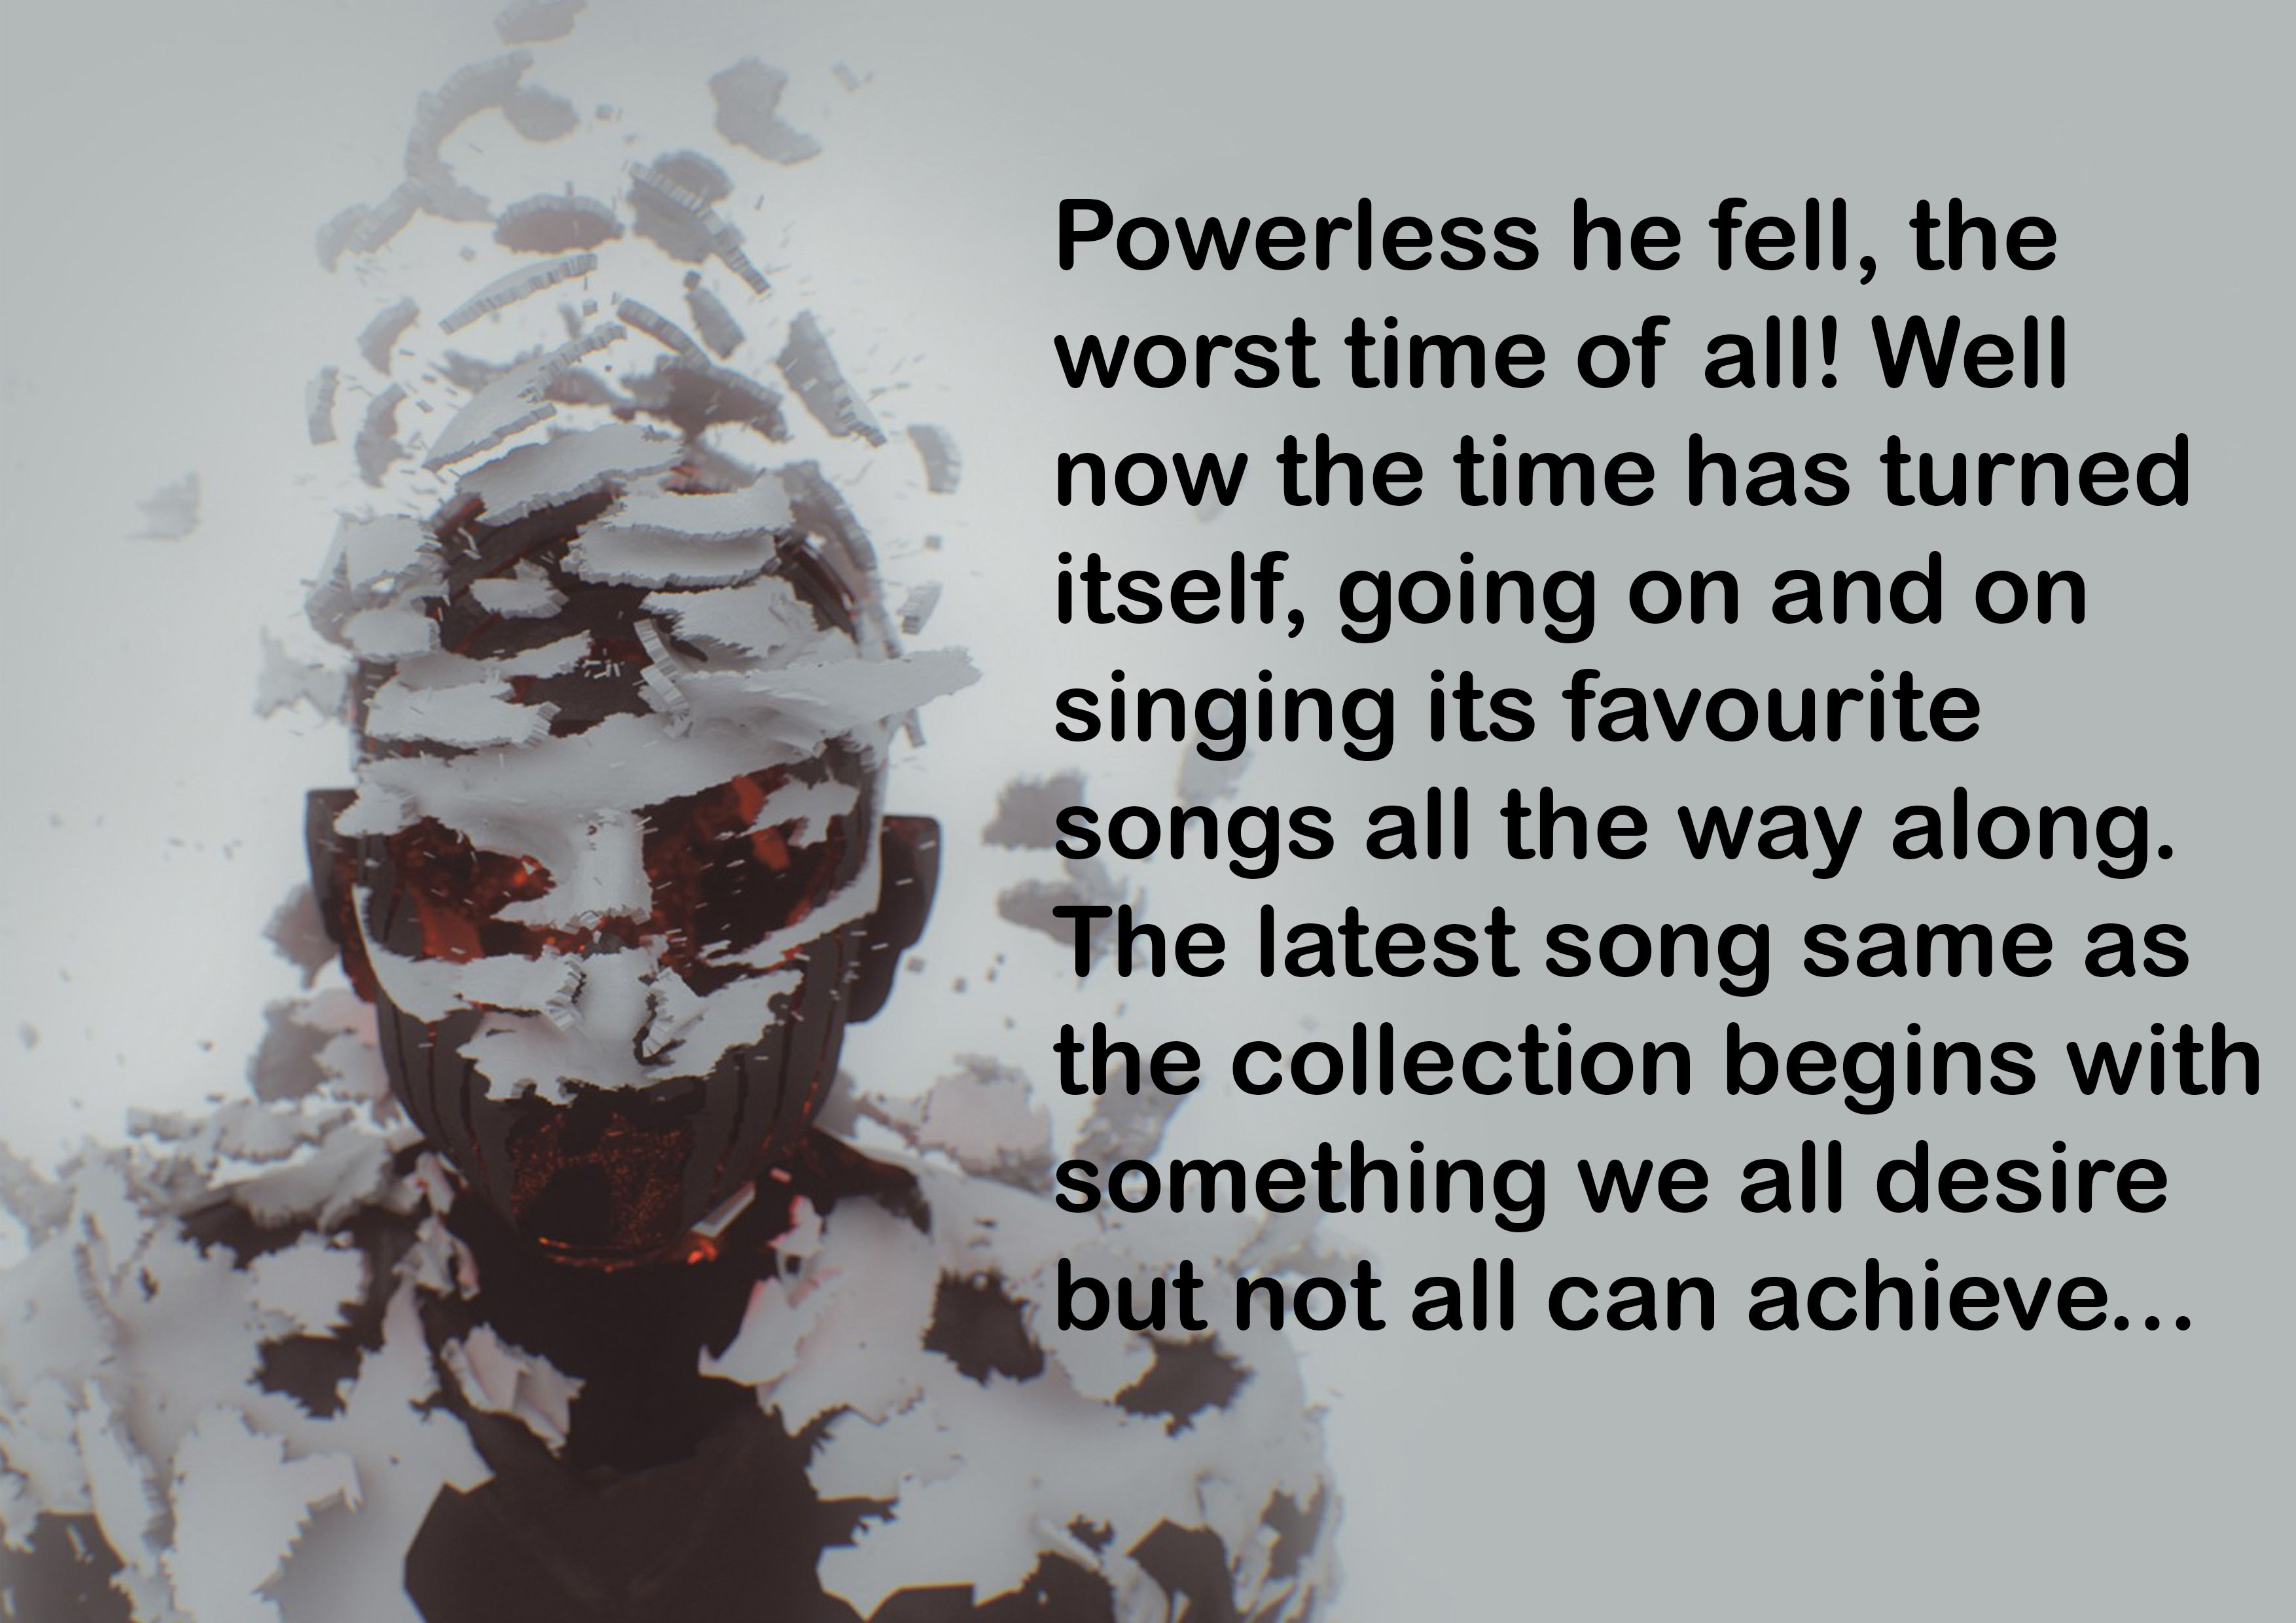 Powerless he fell, the
worst time of all! Well
now the time has turned
itself, going on and on
singing its favourite
songs all the way along.
The latest song same as
the collection begins with
something we all desire
but not all can achieve...